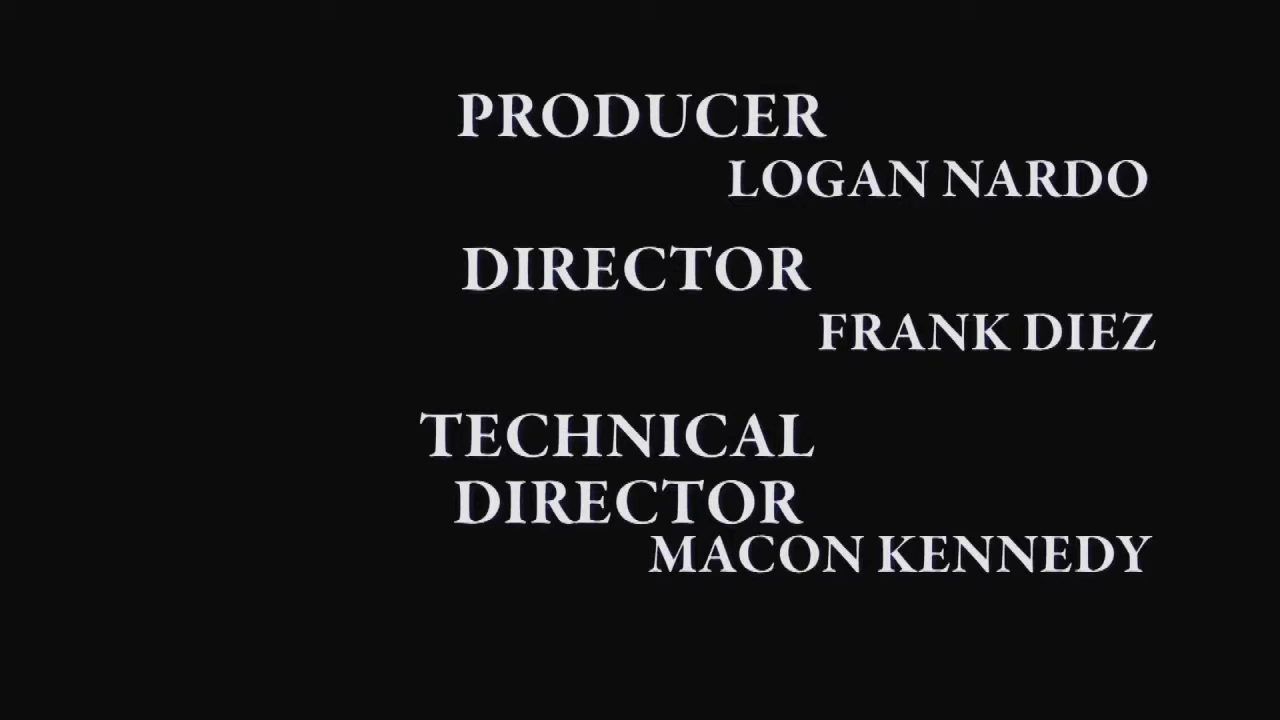 PRODUCER
LOGAN NARDO
DIRECTOR
FRANK DIEZ
TECHNICAL
DIRECTOR
MACON KENNEDY